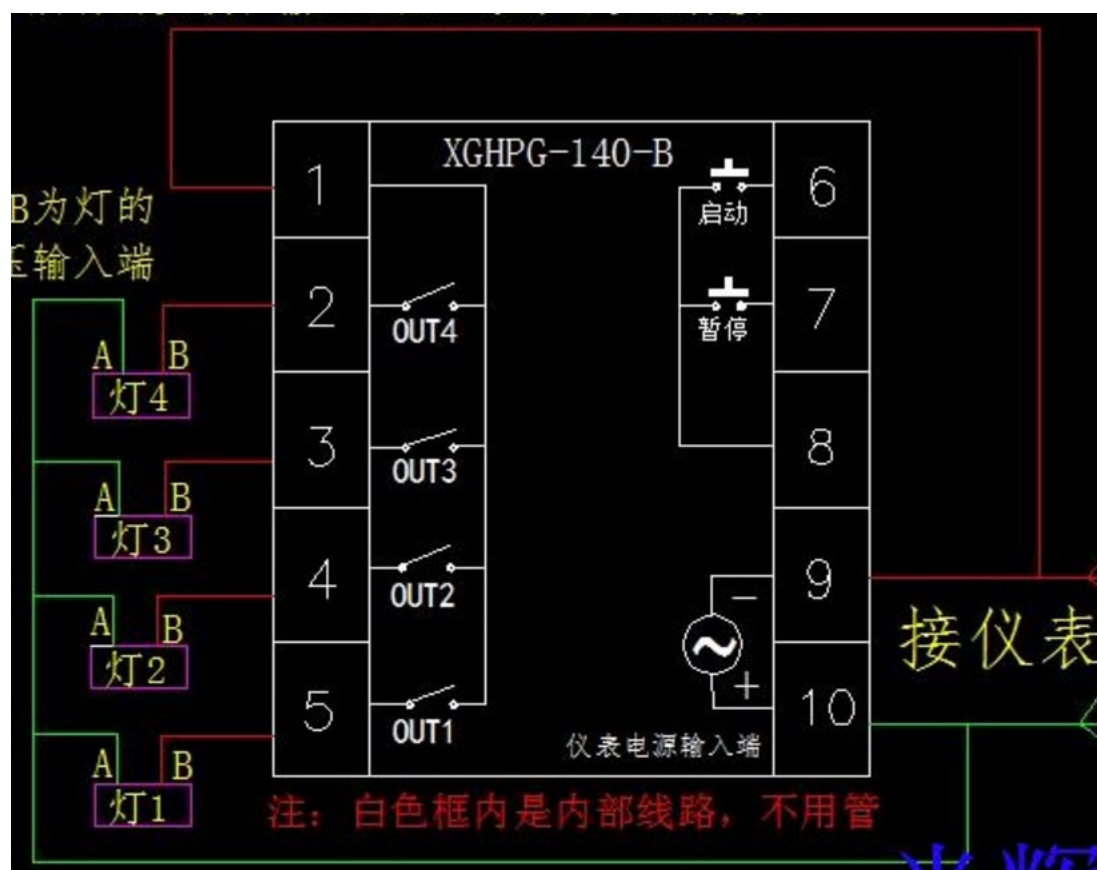 XGHPG-140-B
1
2
3
4
5
6
7
8
9
10
启动
暂停
OUT4
OUT3
OUT2
OUT1
B为灯的
压输入端
A B
灯4
A B
灯3
A B
灯2
A B
灯1
−
+
接仪表
仪表电源输入端
注：白色框内是内部线路，不用管